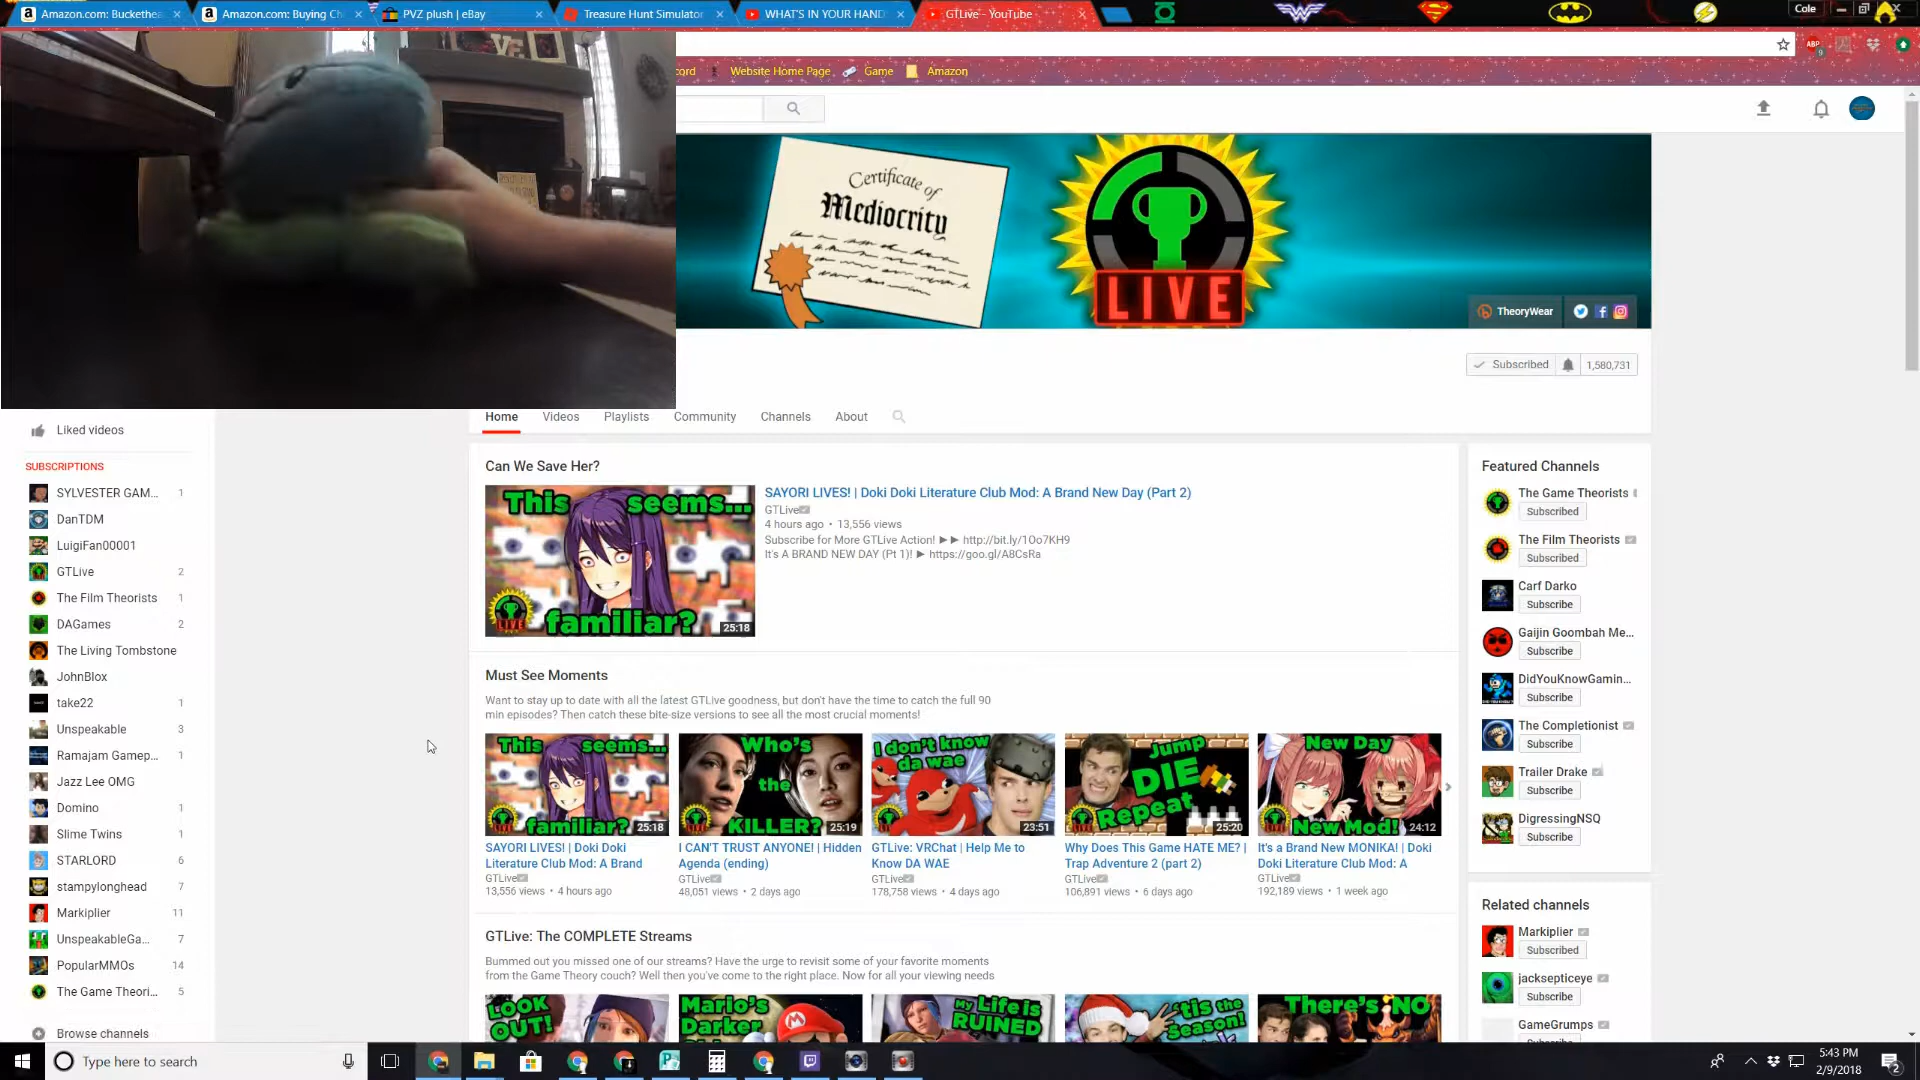 Amazon.com: Buckethea
Amazon.com: Buying Ch
PVZ plush | eBay
Treasure Hunt Simulator
WHAT'S IN YOUR HAND
GTLive - YouTube
Cole
ABP
Website Home Page
Game
Amazon
Certificate of
Mediocrity
LIVE
TheoryWear
Subscribed
1,580,731
Home
Videos
Playlists
Community
Channels
About
Liked videos
SUBSCRIPTIONS
SYLVESTER GAM... 1
DanTDM
LuigiFan00001
GTLive 2
The Film Theorists 1
DAGames 2
The Living Tombstone
JohnBlox
take22 1
Unspeakable 3
Ramajam Gamep... 1
Jazz Lee OMG
Domino 1
Slime Twins 1
STARLORD 6
stampylonghead 7
Markiplier 11
UnspeakableGa... 7
PopularMMOs 14
The Game Theori... 5
Browse channels
Can We Save Her?
This seems...
familiar?
LIVE
25:18
SAYORI LIVES! | Doki Doki Literature Club Mod: A Brand New Day (Part 2)
GTLive
4 hours ago • 13,556 views
Subscribe for More GTLive Action! ►► http://bit.ly/1Oo7KH9
It's A BRAND NEW DAY (Pt 1)! ► https://goo.gl/A8CsRa
Must See Moments
Want to stay up to date with all the latest GTLive goodness, but don't have the time to catch the full 90
min episodes? Then catch these bite-size versions to see all the most crucial moments!
This seems...
familiar?
25:18
SAYORI LIVES! | Doki Doki
Literature Club Mod: A Brand
GTLive
13,556 views • 4 hours ago
Who's
the
KILLER?
25:19
I CAN'T TRUST ANYONE! | Hidden
Agenda (ending)
GTLive
48,051 views • 2 days ago
I don't know
da wae
23:51
GTLive: VRChat | Help Me to
Know DA WAE
GTLive
178,758 views • 4 days ago
Jump
DIE
Repeat
25:20
Why Does This Game HATE ME? |
Trap Adventure 2 (part 2)
GTLive
106,891 views • 6 days ago
New Day
New Mod!
24:12
It's a Brand New MONIKA! | Doki
Doki Literature Club Mod: A
GTLive
192,189 views • 1 week ago
GTLive: The COMPLETE Streams
Bummed out you missed one of our streams? Have the urge to revisit some of your favorite moments
from the Game Theory couch? Well then you've come to the right place. Now for all your viewing needs
LOOK
OUT!
Mario's
Darker
My Life is
RUINED
'tis the
season!
There's NO
Featured Channels
The Game Theorists
Subscribed
The Film Theorists
Subscribed
Carf Darko
Subscribe
Gaijin Goombah Me...
Subscribe
DidYouKnowGamin...
Subscribe
The Completionist
Subscribe
Trailer Drake
Subscribe
DigressingNSQ
Subscribe
Related channels
Markiplier
Subscribed
jacksepticeye
Subscribe
GameGrumps
Type here to search
5:43 PM
2/9/2018
2